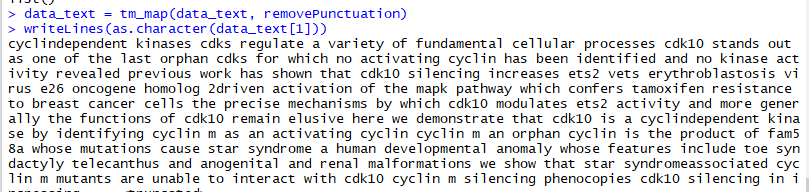 > data_text = tm_map(data_text, removePunctuation)
> writeLines(as.character(data_text[1]))
cyclindependent kinases cdks regulate a variety of fundamental cellular processes cdk10 stands out
as one of the last orphan cdks for which no activating cyclin has been identified and no kinase act
ivity revealed previous work has shown that cdk10 silencing increases ets2 vets erythroblastosis vi
rus e26 oncogene homolog 2driven activation of the mapk pathway which confers tamoxifen resistance
to breast cancer cells the precise mechanisms by which cdk10 modulates ets2 activity and more gener
ally the functions of cdk10 remain elusive here we demonstrate that cdk10 is a cyclindependent kina
se by identifying cyclin m as an activating cyclin cyclin m an orphan cyclin is the product of fam5
8a whose mutations cause star syndrome a human developmental anomaly whose features include toe syn
dactyly telecanthus and anogenital and renal malformations we show that star syndromeassociated cyc
lin m mutants are unable to interact with cdk10 cyclin m silencing phenocopies cdk10 silencing in i